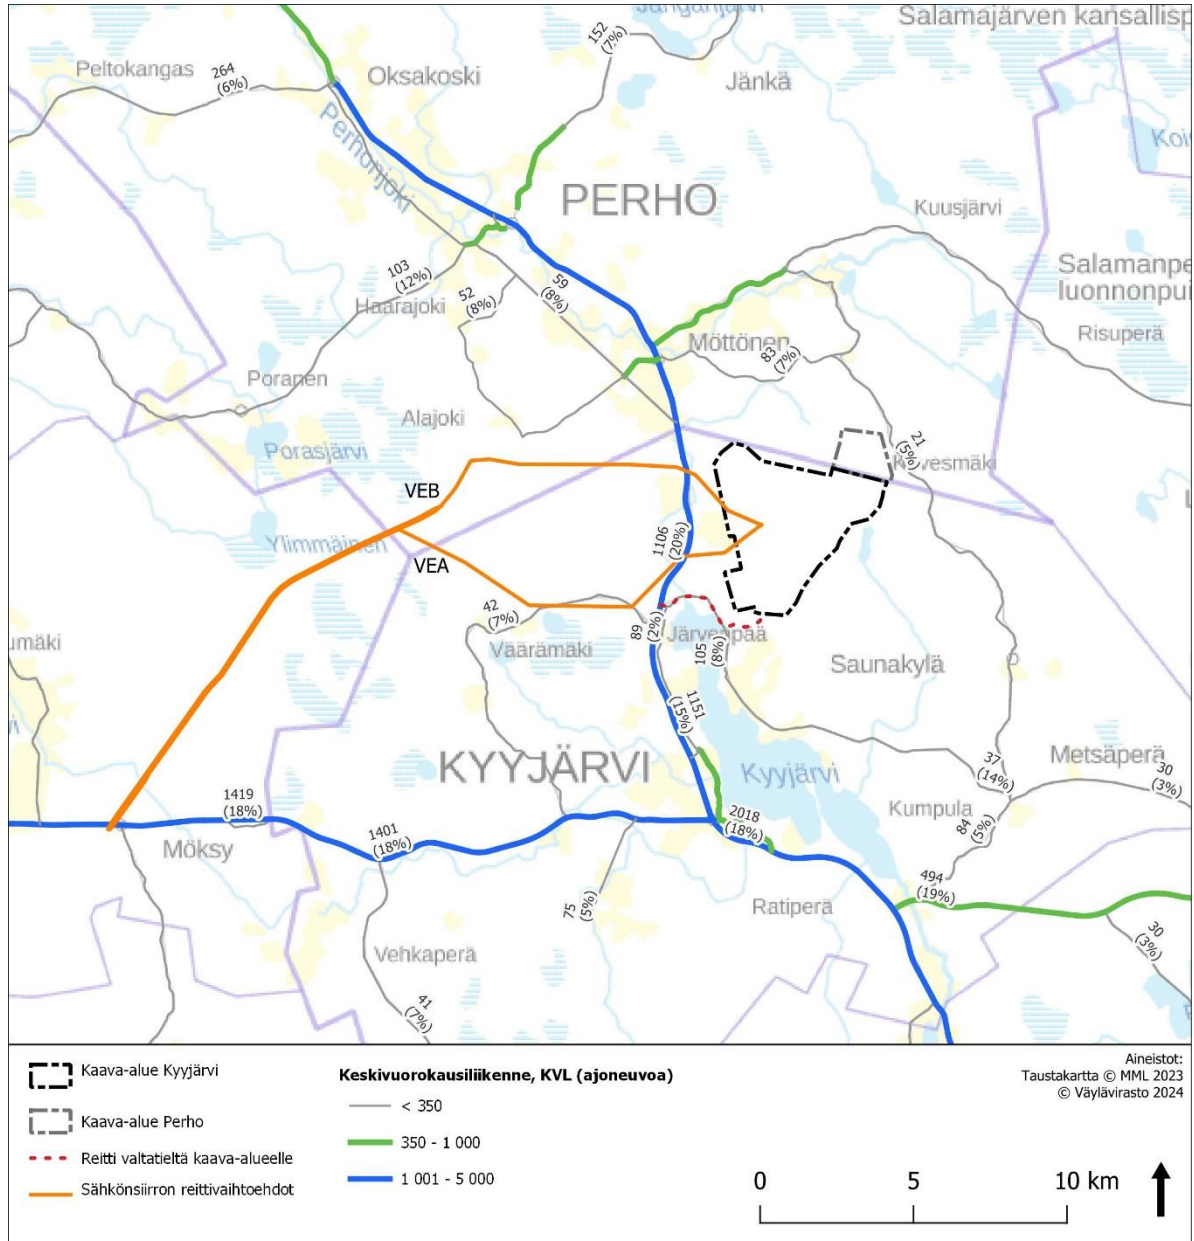 Janganjärvi
Salamajärven kansallisp
152
(7%)
Peltokangas
264
(6%)
Oksakoski
Jänkä
Perhonjoki
Koi
PERHO
Kuusjärvi
103
(12%)
59
(8%)
Salamanpe
luonnonpui
52
(8%)
Haarajoki
Risuperä
Möttönen
83
(7%)
Poranen
Alajoki
21
(5%)
Porasjärvi
VEB
Ylimmäinen
1106
(20%)
VEA
42
(7%)
89
(2%)
Järvenpää
105
(8%)
umäki
Väärämäki
Saunakylä
1151
(15%)
KYYJÄRVI
Kyyjärvi
37
(14%)
Metsäperä
30
(3%)
1419
(18%)
2018
(18%)
Kumpula
84
(5%)
1401
(18%)
Möksy
494
(19%)
75
(5%)
Ratiperä
30
(3%)
Vehkaperä
41
(7%)
Kaava-alue Kyyjärvi
Kaava-alue Perho
Reitti valtatieltä kaava-alueelle
Sähkönsiirron reittivaihtoehdot
Keskivuorokausiliikenne, KVL (ajoneuvoa)
< 350
350 - 1 000
1 001 - 5 000
Aineistot:
Taustakartta © MML 2023
© Väylävirasto 2024
0 5 10 km